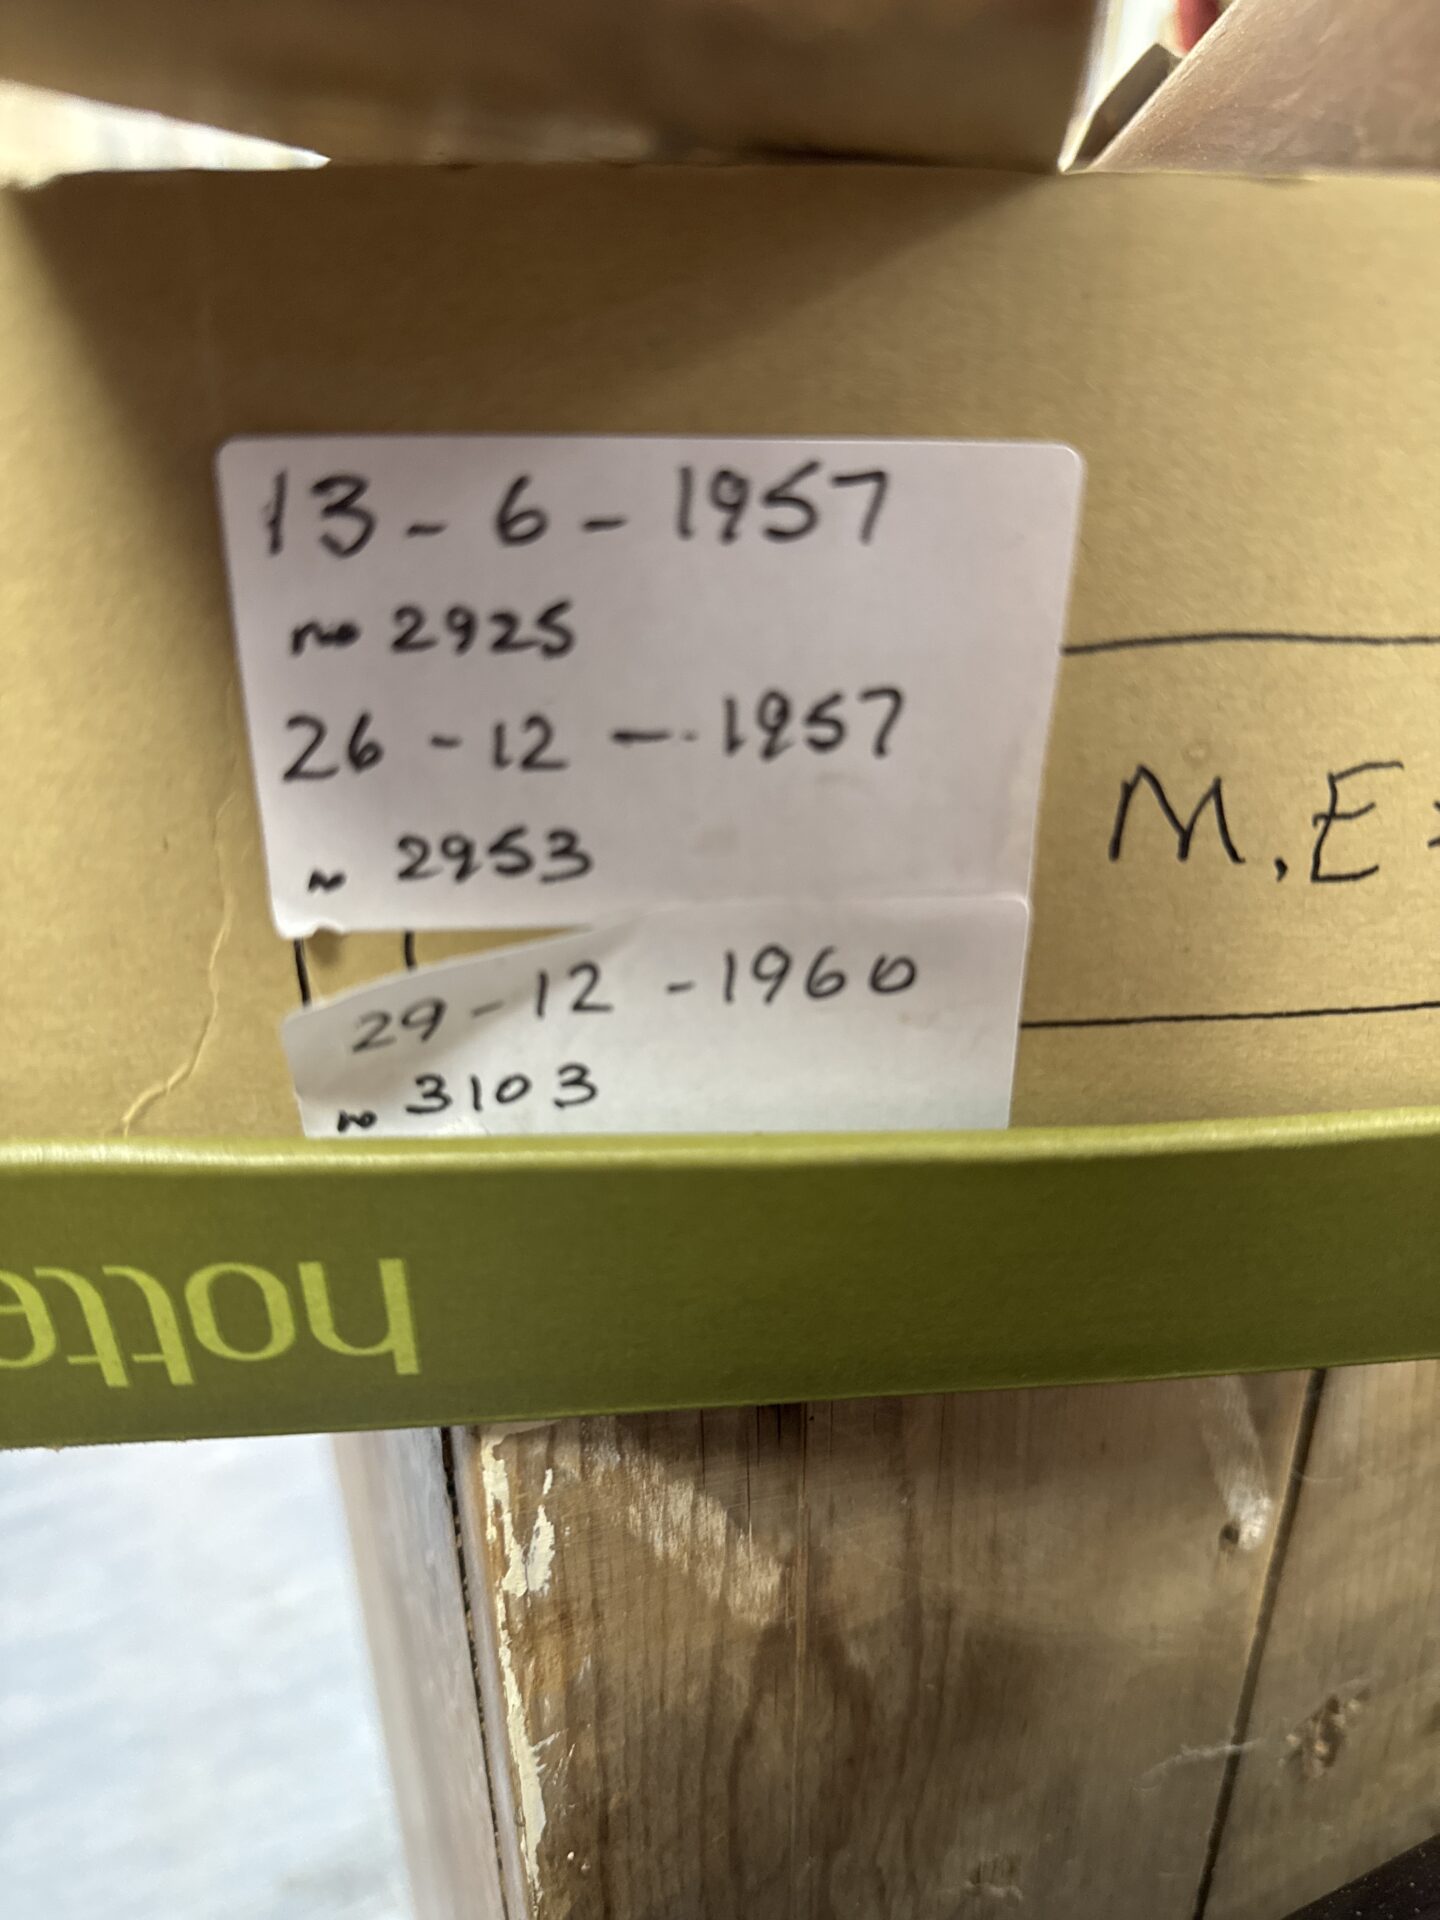 13 - 6 - 1957
no 2925
26 - 12 - 1957
no 2953
29 - 12 - 1960
no 3103
M.E
hotte